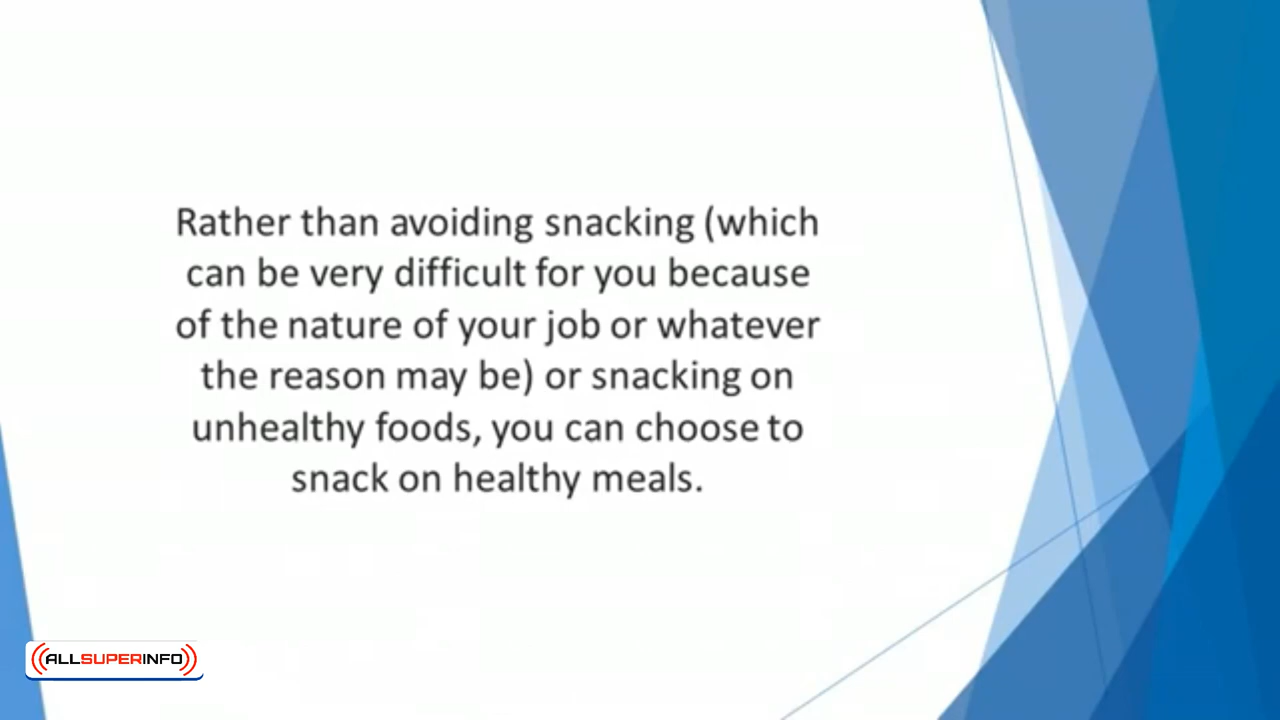 Rather than avoiding snacking (which
can be very difficult for you because
of the nature of your job or whatever
the reason may be) or snacking on
unhealthy foods, you can choose to
snack on healthy meals.
ALLSUPERINFO